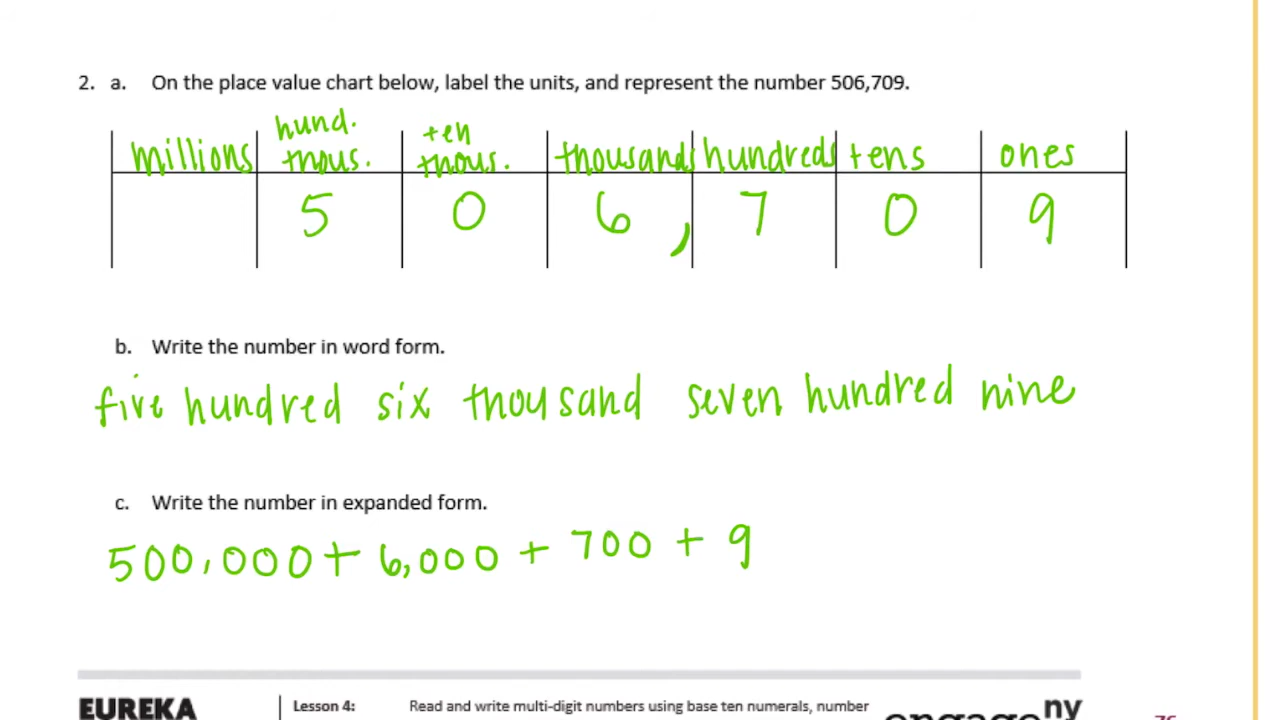 2. a. On the place value chart below, label the units, and represent the number 506,709.
millions hund. thous. ten thous. thousands hundreds tens ones
5 0 6 , 7 0 9
b. Write the number in word form.
five hundred six thousand seven hundred nine
c. Write the number in expanded form.
500,000 + 6,000 + 700 + 9
EUREKA Lesson 4: Read and write multi-digit numbers using base ten numerals, number engageny